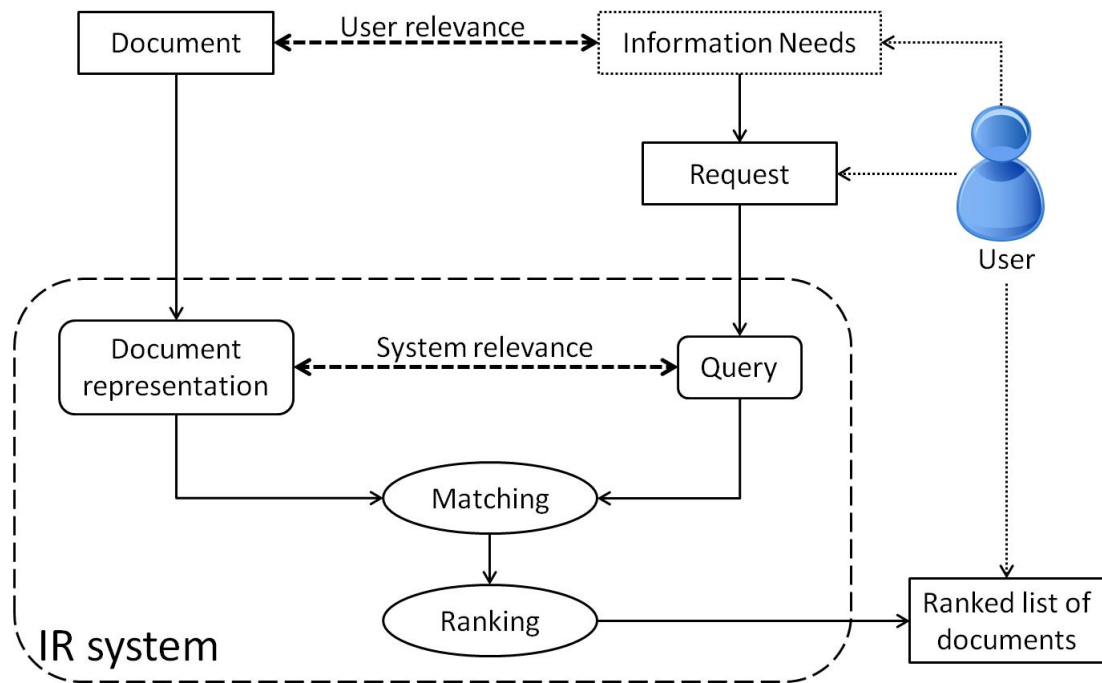 Document
User relevance
Information Needs
Request
User
Document
representation
System relevance
Query
Matching
Ranking
Ranked list of
documents
IR system